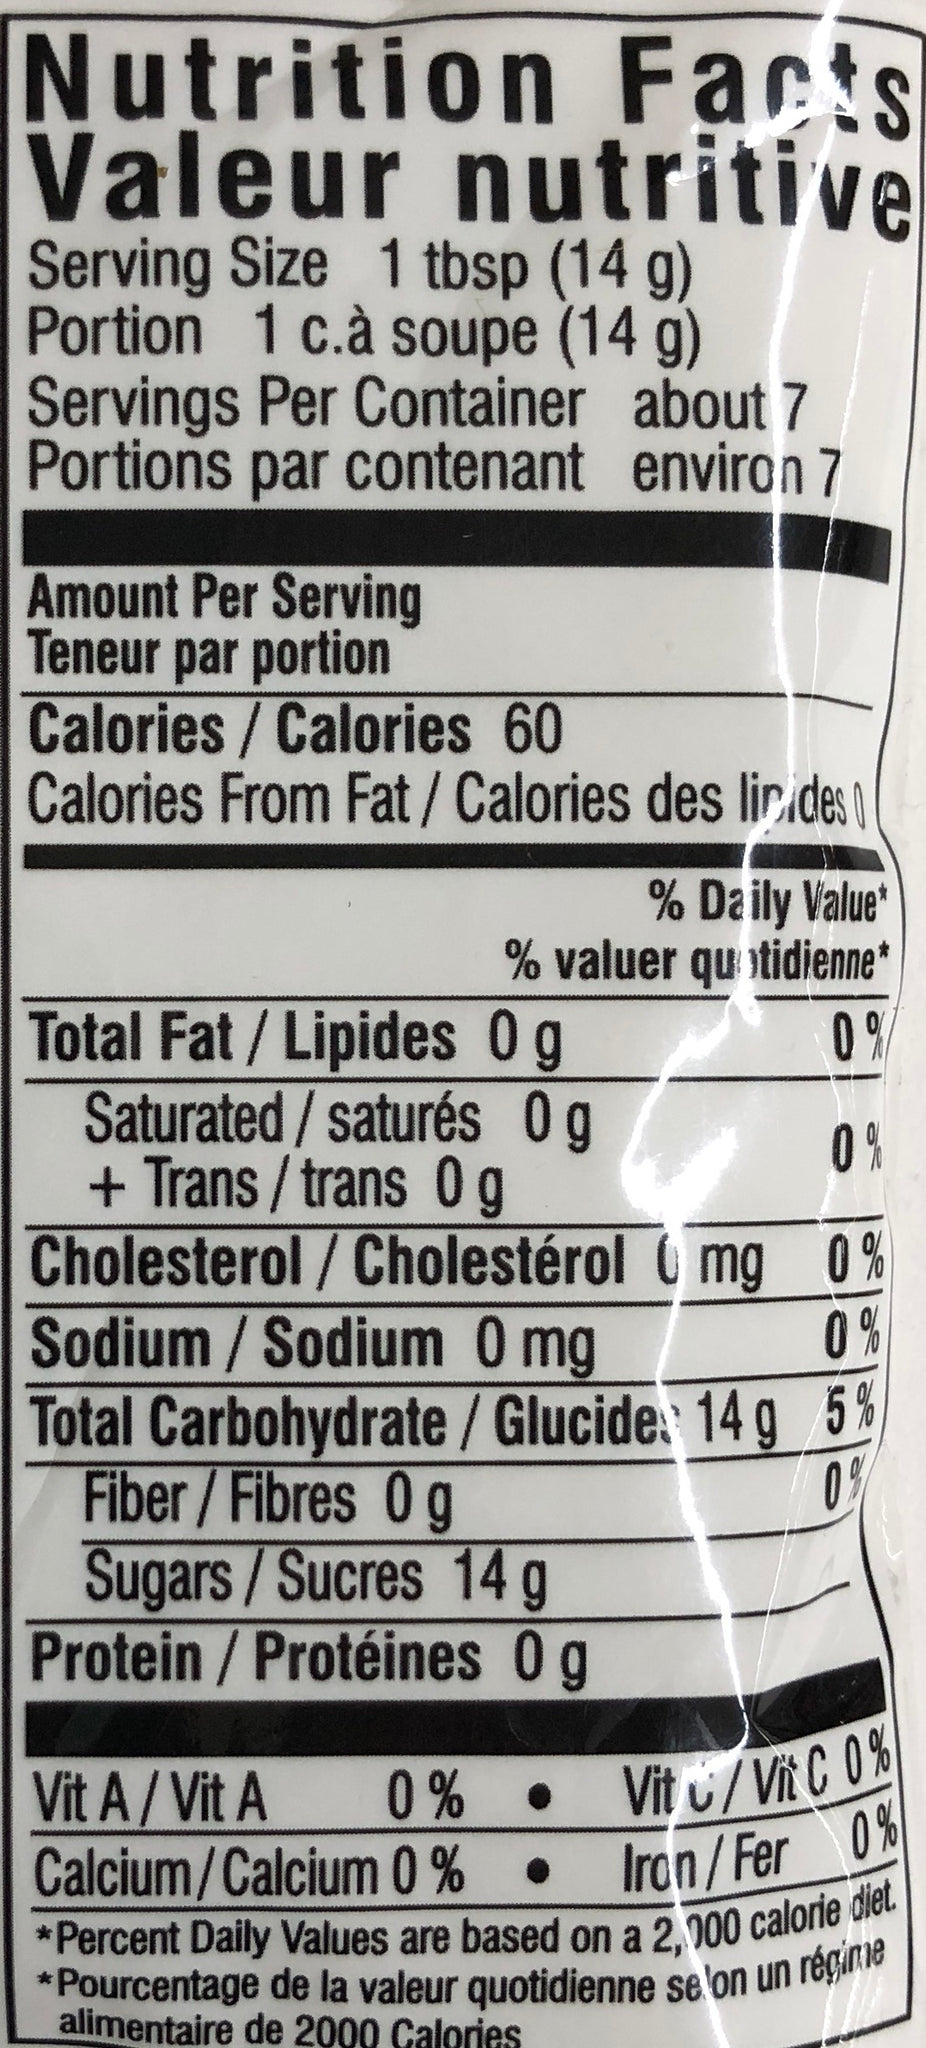 Nutrition Facts
Valeur nutritive
Serving Size 1 tbsp (14 g)
Portion 1 c.à soupe (14 g)
Servings Per Container about 7
Portions par contenant environ 7
Amount Per Serving
Teneur par portion
Calories / Calories 60
Calories From Fat / Calories des lipides 0
% Daily Value*
% valuer quotidienne*
Total Fat / Lipides 0 g 0 %
Saturated / saturés 0 g
+ Trans / trans 0 g 0 %
Cholesterol / Cholestérol 0 mg 0 %
Sodium / Sodium 0 mg 0 %
Total Carbohydrate / Glucides 14 g 5 %
Fiber / Fibres 0 g 0 %
Sugars / Sucres 14 g
Protein / Protéines 0 g
Vit A / Vit A 0 % • Vit C / Vit C 0 %
Calcium / Calcium 0 % • Iron / Fer 0 %
*Percent Daily Values are based on a 2,000 calorie diet.
*Pourcentage de la valeur quotidienne selon un régime
alimentaire de 2000 Calories